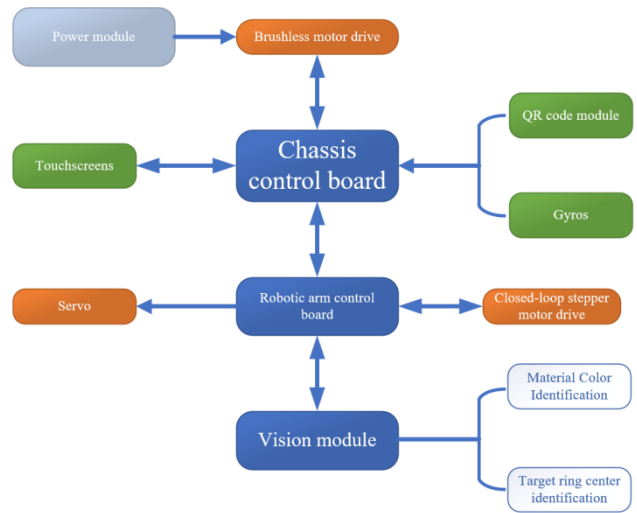 Power module
Brushless motor drive
QR code module
Chassis
control board
Touchscreens
Gyros
Servo
Robotic arm control
board
Closed-loop stepper
motor drive
Material Color
Identification
Vision module
Target ring center
identification